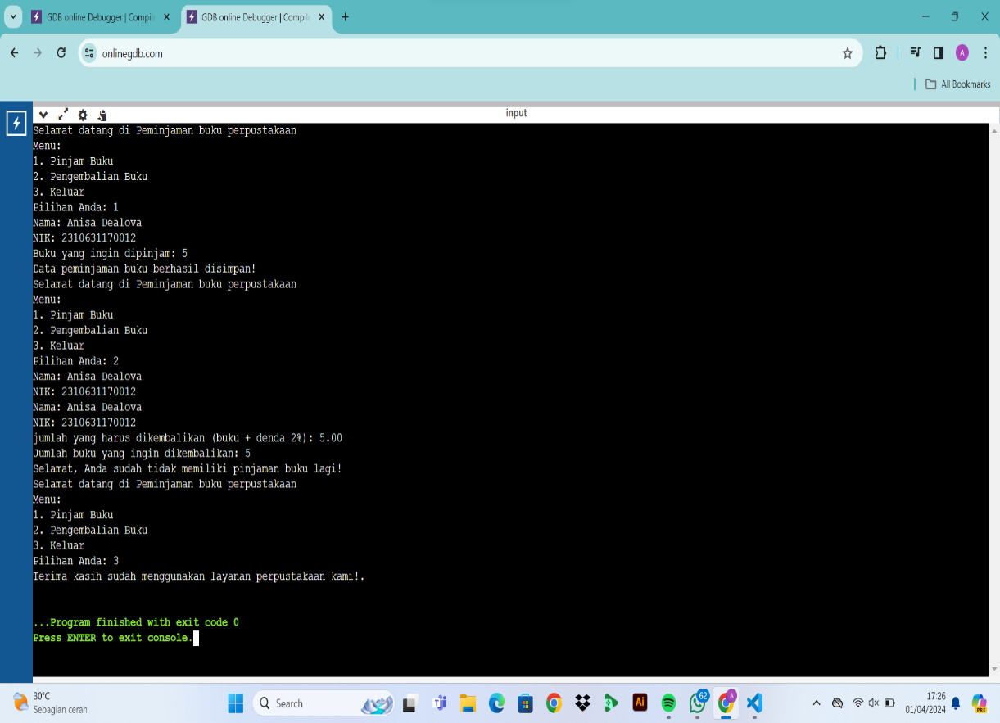 GDB online Debugger | Compile
GDB online Debugger | Compile
onlinegdb.com
A
All Bookmarks
input
Selamat datang di Peminjaman buku perpustakaan
Menu:
1. Pinjam Buku
2. Pengembalian Buku
3. Keluar
Pilihan Anda: 1
Nama: Anisa Dealova
NIK: 2310631170012
Buku yang ingin dipinjam: 5
Data peminjaman buku berhasil disimpan!
Selamat datang di Peminjaman buku perpustakaan
Menu:
1. Pinjam Buku
2. Pengembalian Buku
3. Keluar
Pilihan Anda: 2
Nama: Anisa Dealova
NIK: 2310631170012
Nama: Anisa Dealova
NIK: 2310631170012
jumlah yang harus dikembalikan (buku + denda 2%): 5.00
Jumlah buku yang ingin dikembalikan: 5
Selamat, Anda sudah tidak memiliki pinjaman buku lagi!
Selamat datang di Peminjaman buku perpustakaan
Menu:
1. Pinjam Buku
2. Pengembalian Buku
3. Keluar
Pilihan Anda: 3
Terima kasih sudah menggunakan layanan perpustakaan kami!.
...Program finished with exit code 0
Press ENTER to exit console.
30°C
Sebagian cerah
Search
Ai
62
A
17:26
01/04/2024
PRE